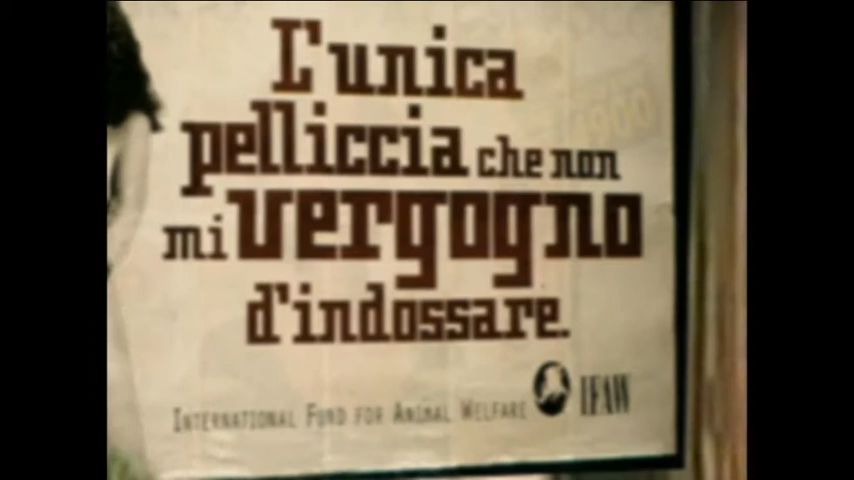 L'unica
pelliccia che non
mi vergogno
d'indossare.
INTERNATIONAL FUND FOR ANIMAL WELFARE IFAW